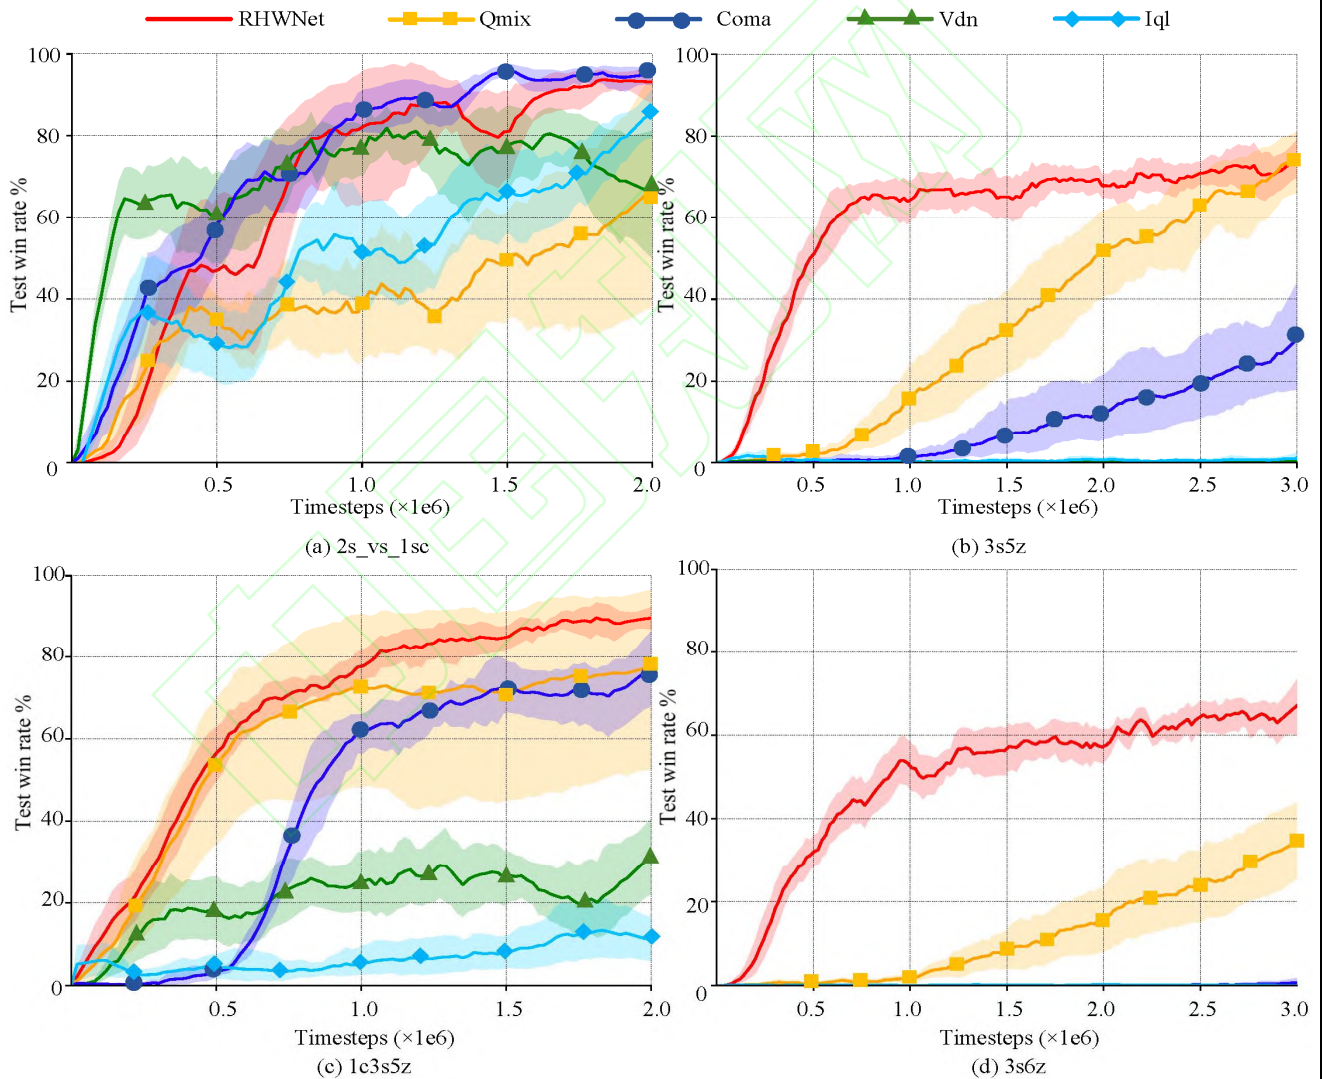 RHWNet Qmix Coma Vdn Iql
100
80
60
40
20
0
Test win rate %
0.5 1.0 1.5 2.0
Timesteps (×1e6)
(a) 2s_vs_1sc
100
80
60
40
20
0
Test win rate %
0.5 1.0 1.5 2.0 2.5 3.0
Timesteps (×1e6)
(b) 3s5z
100
80
60
40
20
0
Test win rate %
0.5 1.0 1.5 2.0
Timesteps (×1e6)
(c) 1c3s5z
100
80
60
40
20
0
Test win rate %
0.5 1.0 1.5 2.0 2.5 3.0
Timesteps (×1e6)
(d) 3s6z